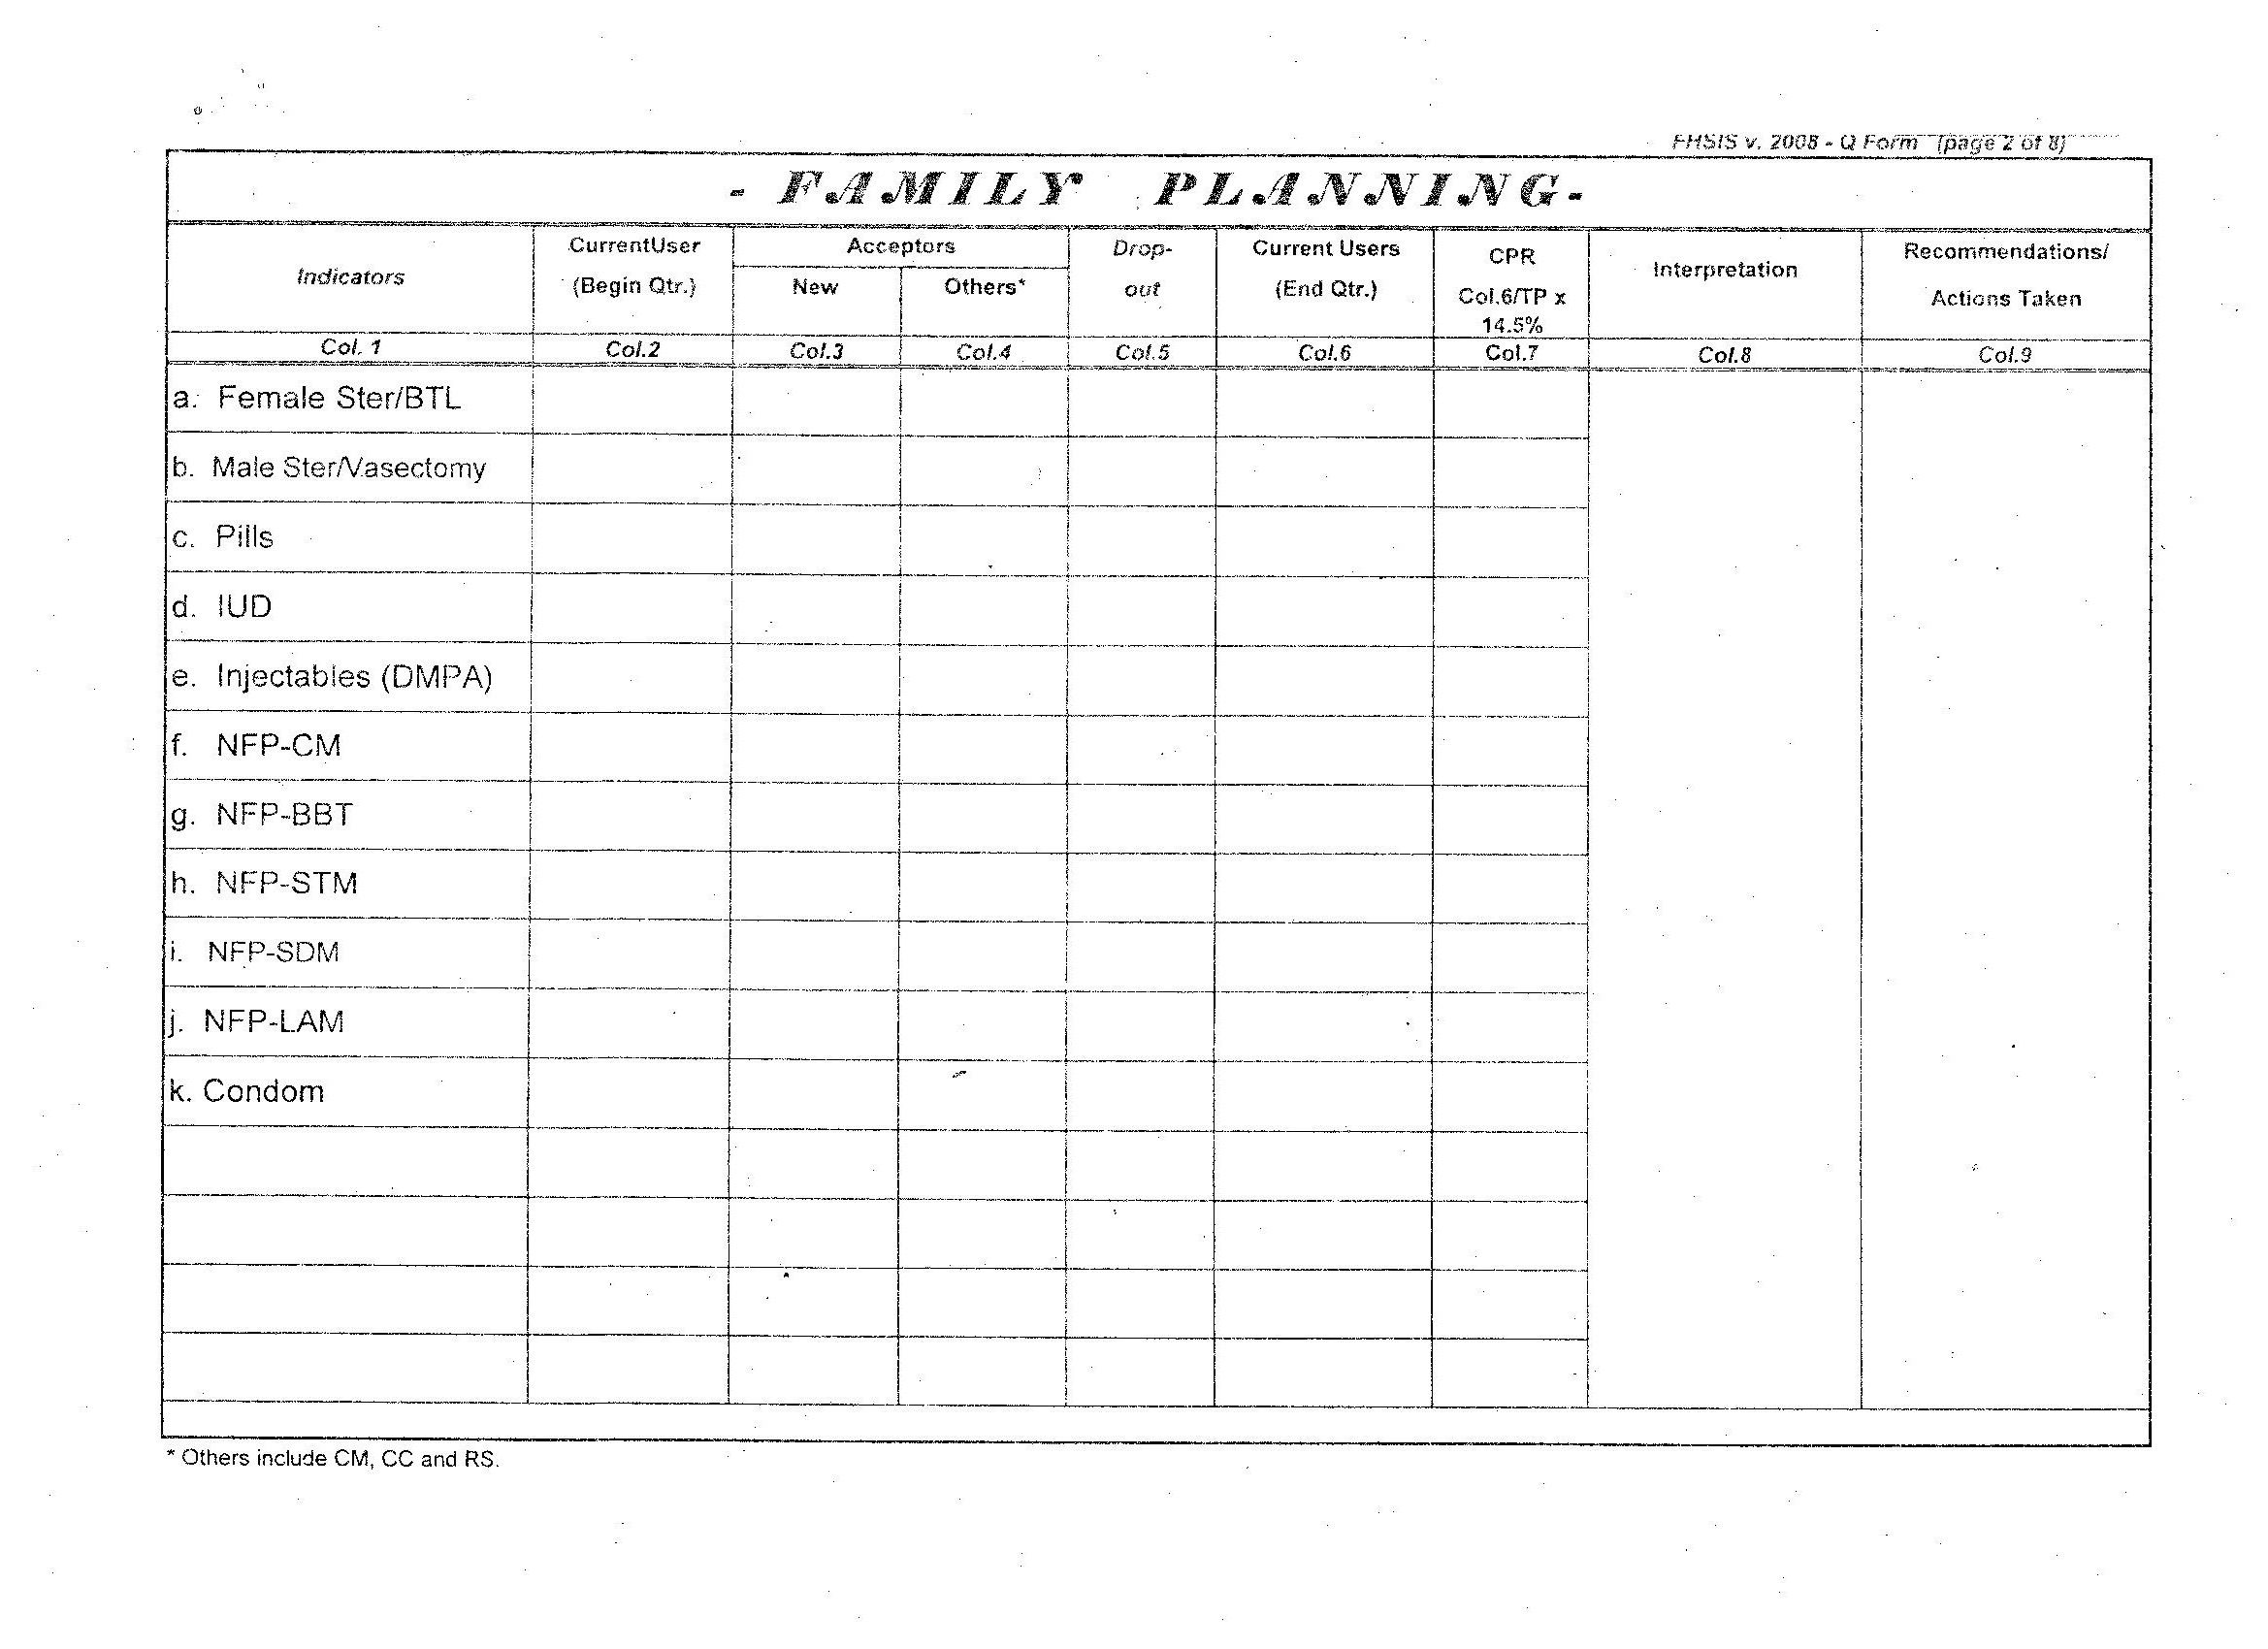 FHSIS v. 2008 - Q Form (page 2 of 8)
- FAMILY PLANNING-
Indicators
CurrentUser
(Begin Qtr.)
Acceptors
New
Others*
Drop-
out
Current Users
(End Qtr.)
CPR
Col.6/TP x
14.5%
Interpretation
Recommendations/
Actions Taken
Col. 1
Col.2
Col.3
Col.4
Col.5
Col.6
Col.7
Col.8
Col.9
a. Female Ster/BTL
b. Male Ster/Vasectomy
c. Pills
d. IUD
e. Injectables (DMPA)
f. NFP-CM
g. NFP-BBT
h. NFP-STM
i. NFP-SDM
j. NFP-LAM
k. Condom
* Others include CM, CC and RS.